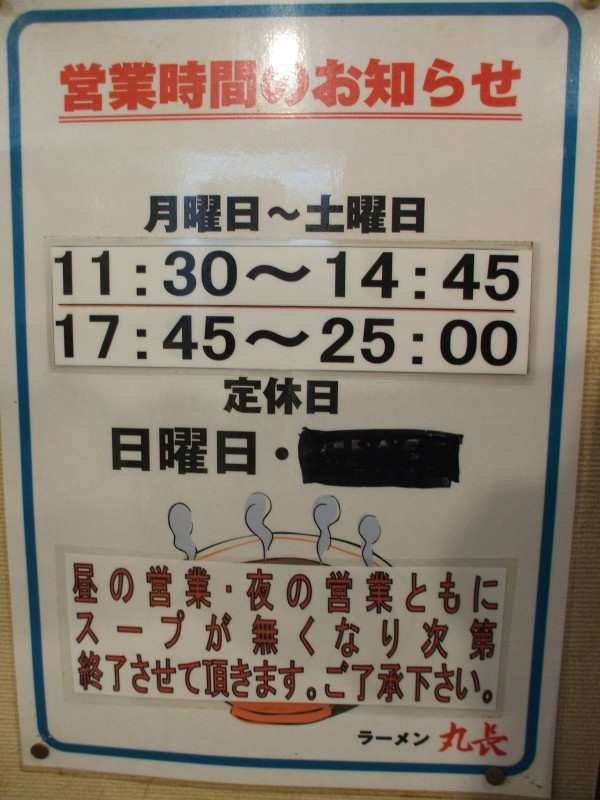 営業時間のお知らせ
月曜日～土曜日
11:30～14:45
17:45～25:00
定休日
日曜日・
昼の営業・夜の営業ともに
スープが無くなり次第
終了させて頂きます。ご了承下さい。
ラーメン 丸長